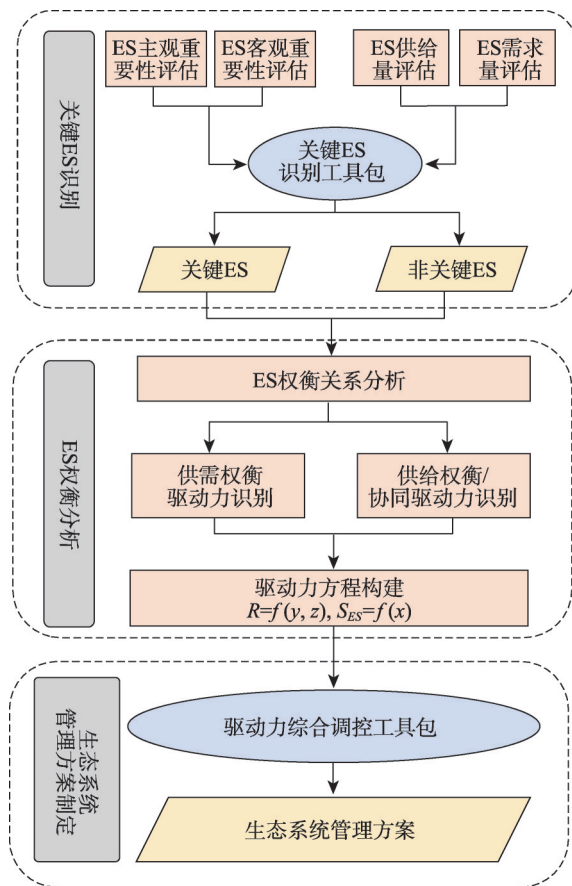 关键ES识别
ES主观重
要性评估
ES客观重
要性评估
ES供给
量评估
ES需求
量评估
关键ES
识别工具包
关键ES
非关键ES
ES权衡分析
ES权衡关系分析
供需权衡
驱动力识别
供给权衡/
协同驱动力识别
驱动力方程构建
R=f(y, z), S_{ES}=f(x)
生态系统
管理方案制定
驱动力综合调控工具包
生态系统管理方案